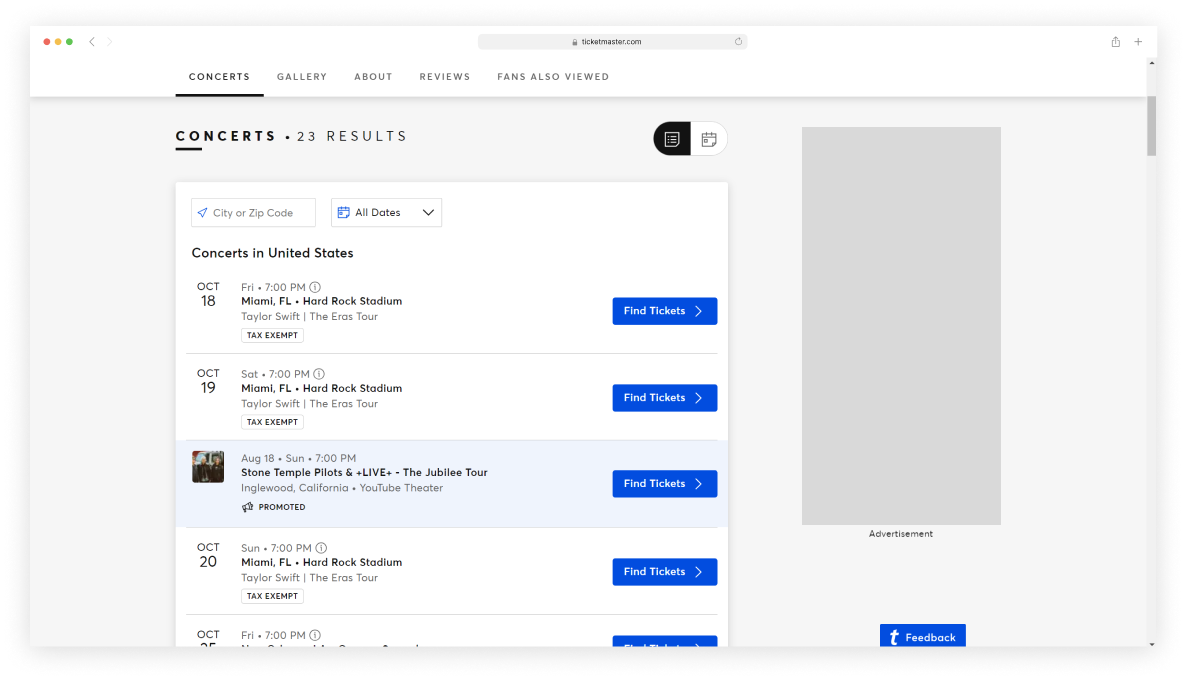 ticketmaster.com
CONCERTS GALLERY ABOUT REVIEWS FANS ALSO VIEWED
CONCERTS • 23 RESULTS
City or Zip Code All Dates
Concerts in United States
OCT
18
Fri • 7:00 PM
Miami, FL • Hard Rock Stadium
Taylor Swift | The Eras Tour
TAX EXEMPT
Find Tickets
OCT
19
Sat • 7:00 PM
Miami, FL • Hard Rock Stadium
Taylor Swift | The Eras Tour
TAX EXEMPT
Find Tickets
Aug 18 • Sun • 7:00 PM
Stone Temple Pilots & +LIVE+ - The Jubilee Tour
Inglewood, California • YouTube Theater
PROMOTED
Find Tickets
OCT
20
Sun • 7:00 PM
Miami, FL • Hard Rock Stadium
Taylor Swift | The Eras Tour
TAX EXEMPT
Find Tickets
OCT
Fri • 7:00 PM
Advertisement
t Feedback